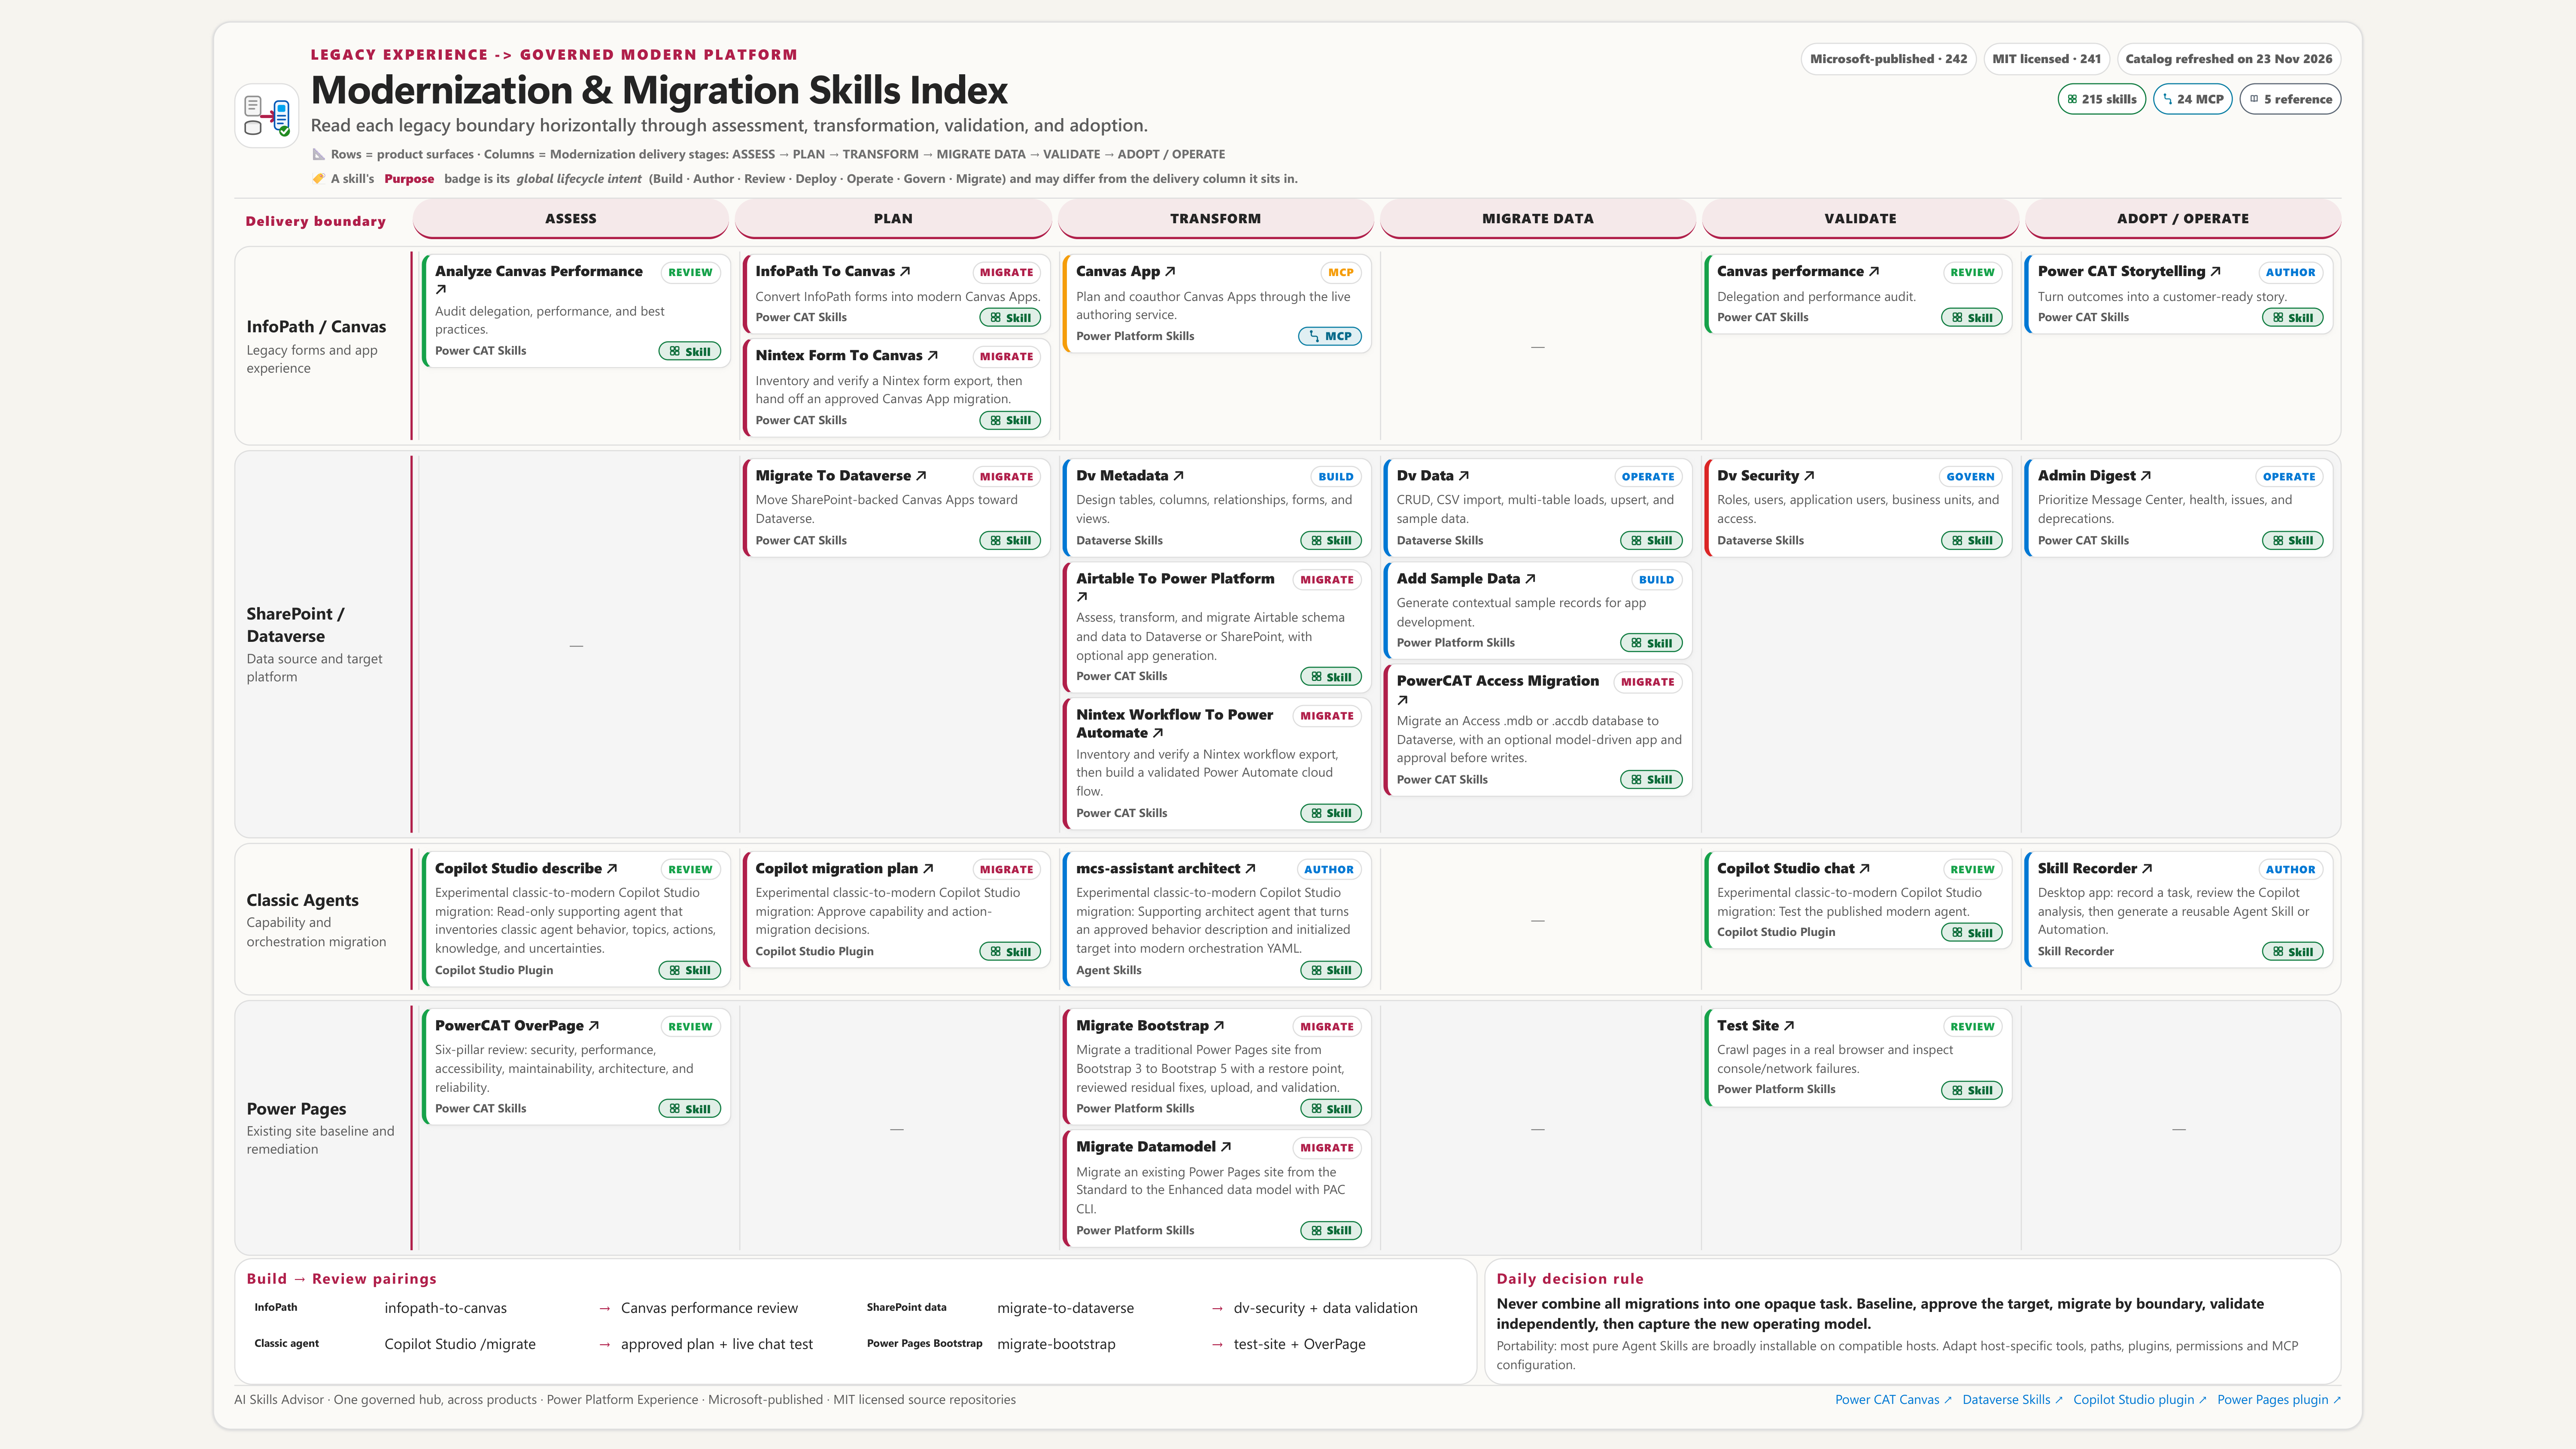 LEGACY EXPERIENCE -> GOVERNED MODERN PLATFORM
Modernization & Migration Skills Index
Read each legacy boundary horizontally through assessment, transformation, validation, and adoption.
📐 Rows = product surfaces · Columns = Modernization delivery stages: ASSESS → PLAN → TRANSFORM → MIGRATE DATA → VALIDATE → ADOPT / OPERATE
🏷️ A skill's Purpose badge is its global lifecycle intent (Build · Author · Review · Deploy · Operate · Govern · Migrate) and may differ from the delivery column it sits in.
Microsoft-published · 242
MIT licensed · 241
Catalog refreshed on 23 Nov 2026
215 skills
24 MCP
5 reference
Delivery boundary
ASSESS
PLAN
TRANSFORM
MIGRATE DATA
VALIDATE
ADOPT / OPERATE
InfoPath / Canvas
Legacy forms and app
experience
Analyze Canvas Performance
↗
REVIEW
Audit delegation, performance, and best
practices.
Power CAT Skills
Skill
InfoPath To Canvas ↗
MIGRATE
Convert InfoPath forms into modern Canvas Apps.
Power CAT Skills
Skill
Nintex Form To Canvas ↗
MIGRATE
Inventory and verify a Nintex form export, then
hand off an approved Canvas App migration.
Power CAT Skills
Skill
Canvas App ↗
MCP
Plan and coauthor Canvas Apps through the live
authoring service.
Power Platform Skills
MCP
—
Canvas performance ↗
REVIEW
Delegation and performance audit.
Power CAT Skills
Skill
Power CAT Storytelling ↗
AUTHOR
Turn outcomes into a customer-ready story.
Power CAT Skills
Skill
SharePoint /
Dataverse
Data source and target
platform
—
Migrate To Dataverse ↗
MIGRATE
Move SharePoint-backed Canvas Apps toward
Dataverse.
Power CAT Skills
Skill
Dv Metadata ↗
BUILD
Design tables, columns, relationships, forms, and
views.
Dataverse Skills
Skill
Airtable To Power Platform
↗
MIGRATE
Assess, transform, and migrate Airtable schema
and data to Dataverse or SharePoint, with
optional app generation.
Power CAT Skills
Skill
Nintex Workflow To Power
Automate ↗
MIGRATE
Inventory and verify a Nintex workflow export,
then build a validated Power Automate cloud
flow.
Power CAT Skills
Skill
Dv Data ↗
OPERATE
CRUD, CSV import, multi-table loads, upsert, and
sample data.
Dataverse Skills
Skill
Add Sample Data ↗
BUILD
Generate contextual sample records for app
development.
Power Platform Skills
Skill
PowerCAT Access Migration
↗
MIGRATE
Migrate an Access .mdb or .accdb database to
Dataverse, with an optional model-driven app and
approval before writes.
Power CAT Skills
Skill
Dv Security ↗
GOVERN
Roles, users, application users, business units, and
access.
Dataverse Skills
Skill
Admin Digest ↗
OPERATE
Prioritize Message Center, health, issues, and
deprecations.
Power CAT Skills
Skill
Classic Agents
Capability and
orchestration migration
Copilot Studio describe ↗
REVIEW
Experimental classic-to-modern Copilot Studio
migration: Read-only supporting agent that
inventories classic agent behavior, topics, actions,
knowledge, and uncertainties.
Copilot Studio Plugin
Skill
Copilot migration plan ↗
MIGRATE
Experimental classic-to-modern Copilot Studio
migration: Approve capability and action-
migration decisions.
Copilot Studio Plugin
Skill
mcs-assistant architect ↗
AUTHOR
Experimental classic-to-modern Copilot Studio
migration: Supporting architect agent that turns
an approved behavior description and initialized
target into modern orchestration YAML.
Agent Skills
Skill
—
Copilot Studio chat ↗
REVIEW
Experimental classic-to-modern Copilot Studio
migration: Test the published modern agent.
Copilot Studio Plugin
Skill
Skill Recorder ↗
AUTHOR
Desktop app: record a task, review the Copilot
analysis, then generate a reusable Agent Skill or
Automation.
Skill Recorder
Skill
Power Pages
Existing site baseline and
remediation
PowerCAT OverPage ↗
REVIEW
Six-pillar review: security, performance,
accessibility, maintainability, architecture, and
reliability.
Power CAT Skills
Skill
—
Migrate Bootstrap ↗
MIGRATE
Migrate a traditional Power Pages site from
Bootstrap 3 to Bootstrap 5 with a restore point,
reviewed residual fixes, upload, and validation.
Power Platform Skills
Skill
Migrate Datamodel ↗
MIGRATE
Migrate an existing Power Pages site from the
Standard to the Enhanced data model with PAC
CLI.
Power Platform Skills
Skill
—
Test Site ↗
REVIEW
Crawl pages in a real browser and inspect
console/network failures.
Power Platform Skills
Skill
—
Build → Review pairings
InfoPath infopath-to-canvas → Canvas performance review
SharePoint data migrate-to-dataverse → dv-security + data validation
Classic agent Copilot Studio /migrate → approved plan + live chat test
Power Pages Bootstrap migrate-bootstrap → test-site + OverPage
Daily decision rule
Never combine all migrations into one opaque task. Baseline, approve the target, migrate by boundary, validate
independently, then capture the new operating model.
Portability: most pure Agent Skills are broadly installable on compatible hosts. Adapt host-specific tools, paths, plugins, permissions and MCP
configuration.
AI Skills Advisor · One governed hub, across products · Power Platform Experience · Microsoft-published · MIT licensed source repositories
Power CAT Canvas ↗ Dataverse Skills ↗ Copilot Studio plugin ↗ Power Pages plugin ↗